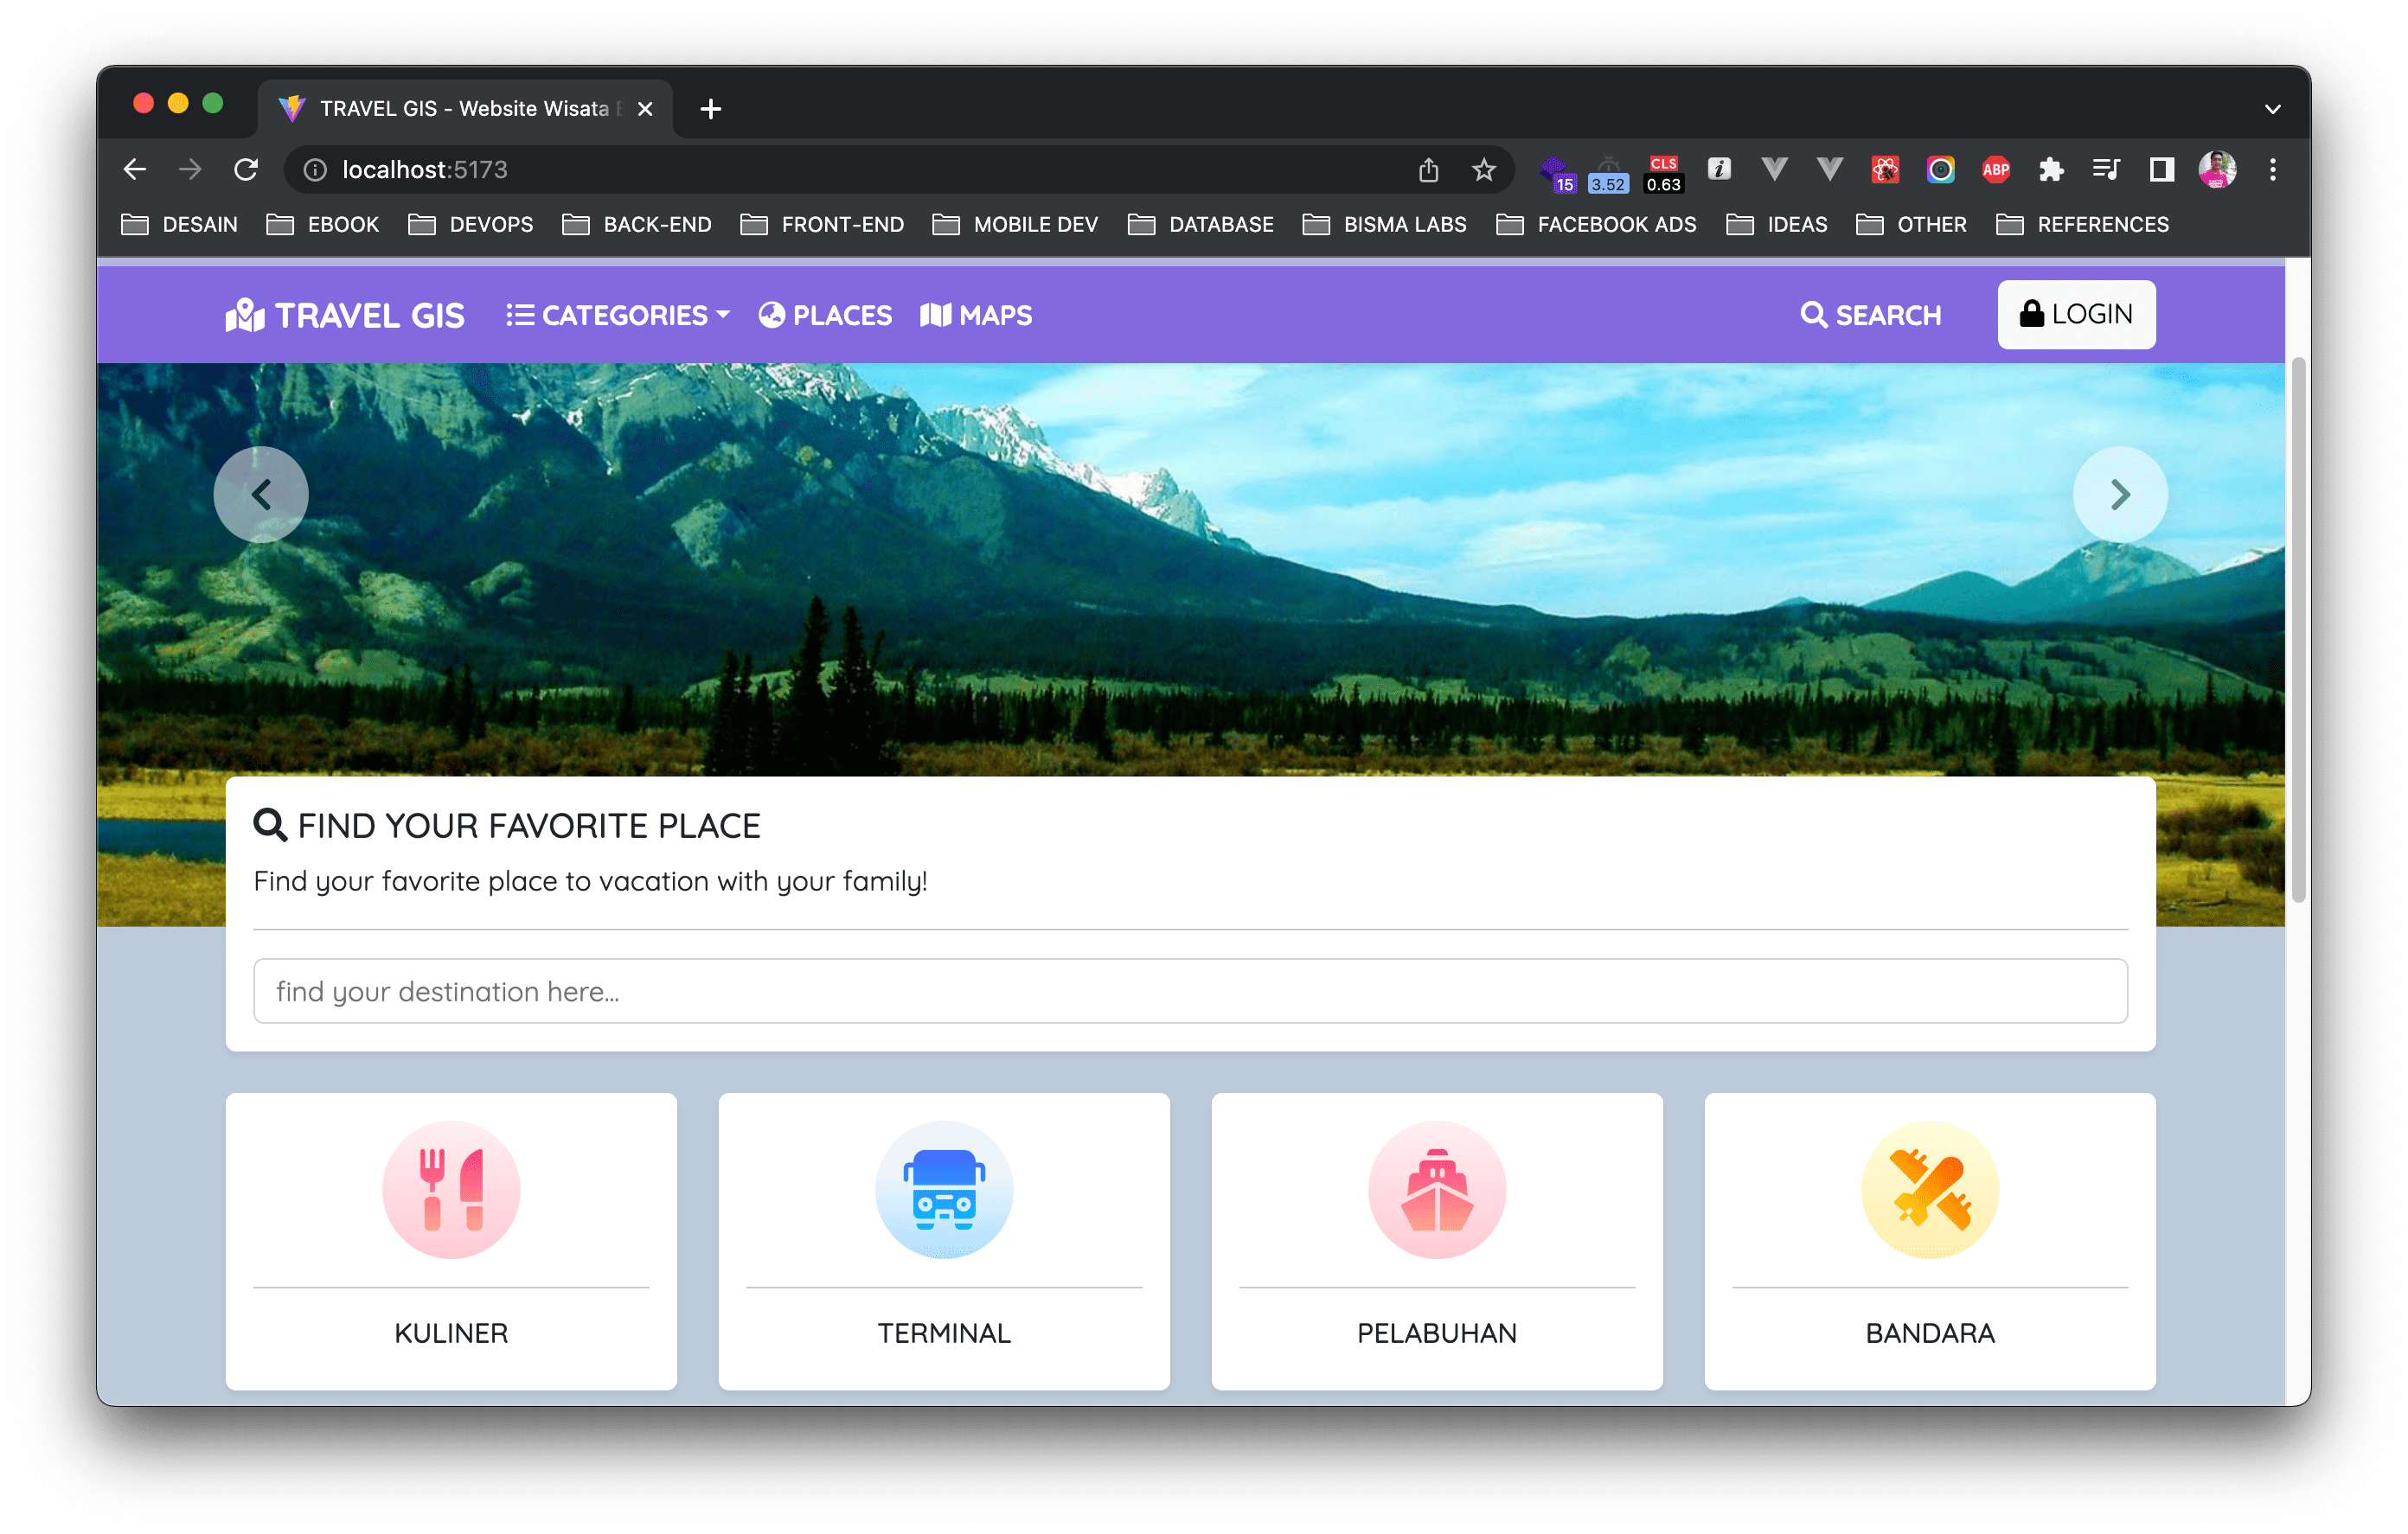 TRAVEL GIS - Website Wisata
localhost:5173
15
3.52
CLS
0.63
ABP
DESAIN EBOOK DEVOPS BACK-END FRONT-END MOBILE DEV DATABASE BISMA LABS FACEBOOK ADS IDEAS OTHER REFERENCES
TRAVEL GIS CATEGORIES PLACES MAPS SEARCH LOGIN
FIND YOUR FAVORITE PLACE
Find your favorite place to vacation with your family!
find your destination here...
KULINER TERMINAL PELABUHAN BANDARA